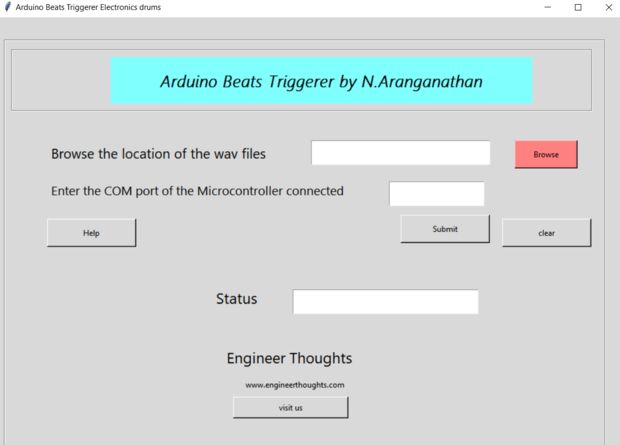 Arduino Beats Triggerer Electronics drums
Arduino Beats Triggerer by N.Aranganathan
Browse the location of the wav files
Browse
Enter the COM port of the Microcontroller connected
Help
Submit
clear
Status
Engineer Thoughts
www.engineerthoughts.com
visit us